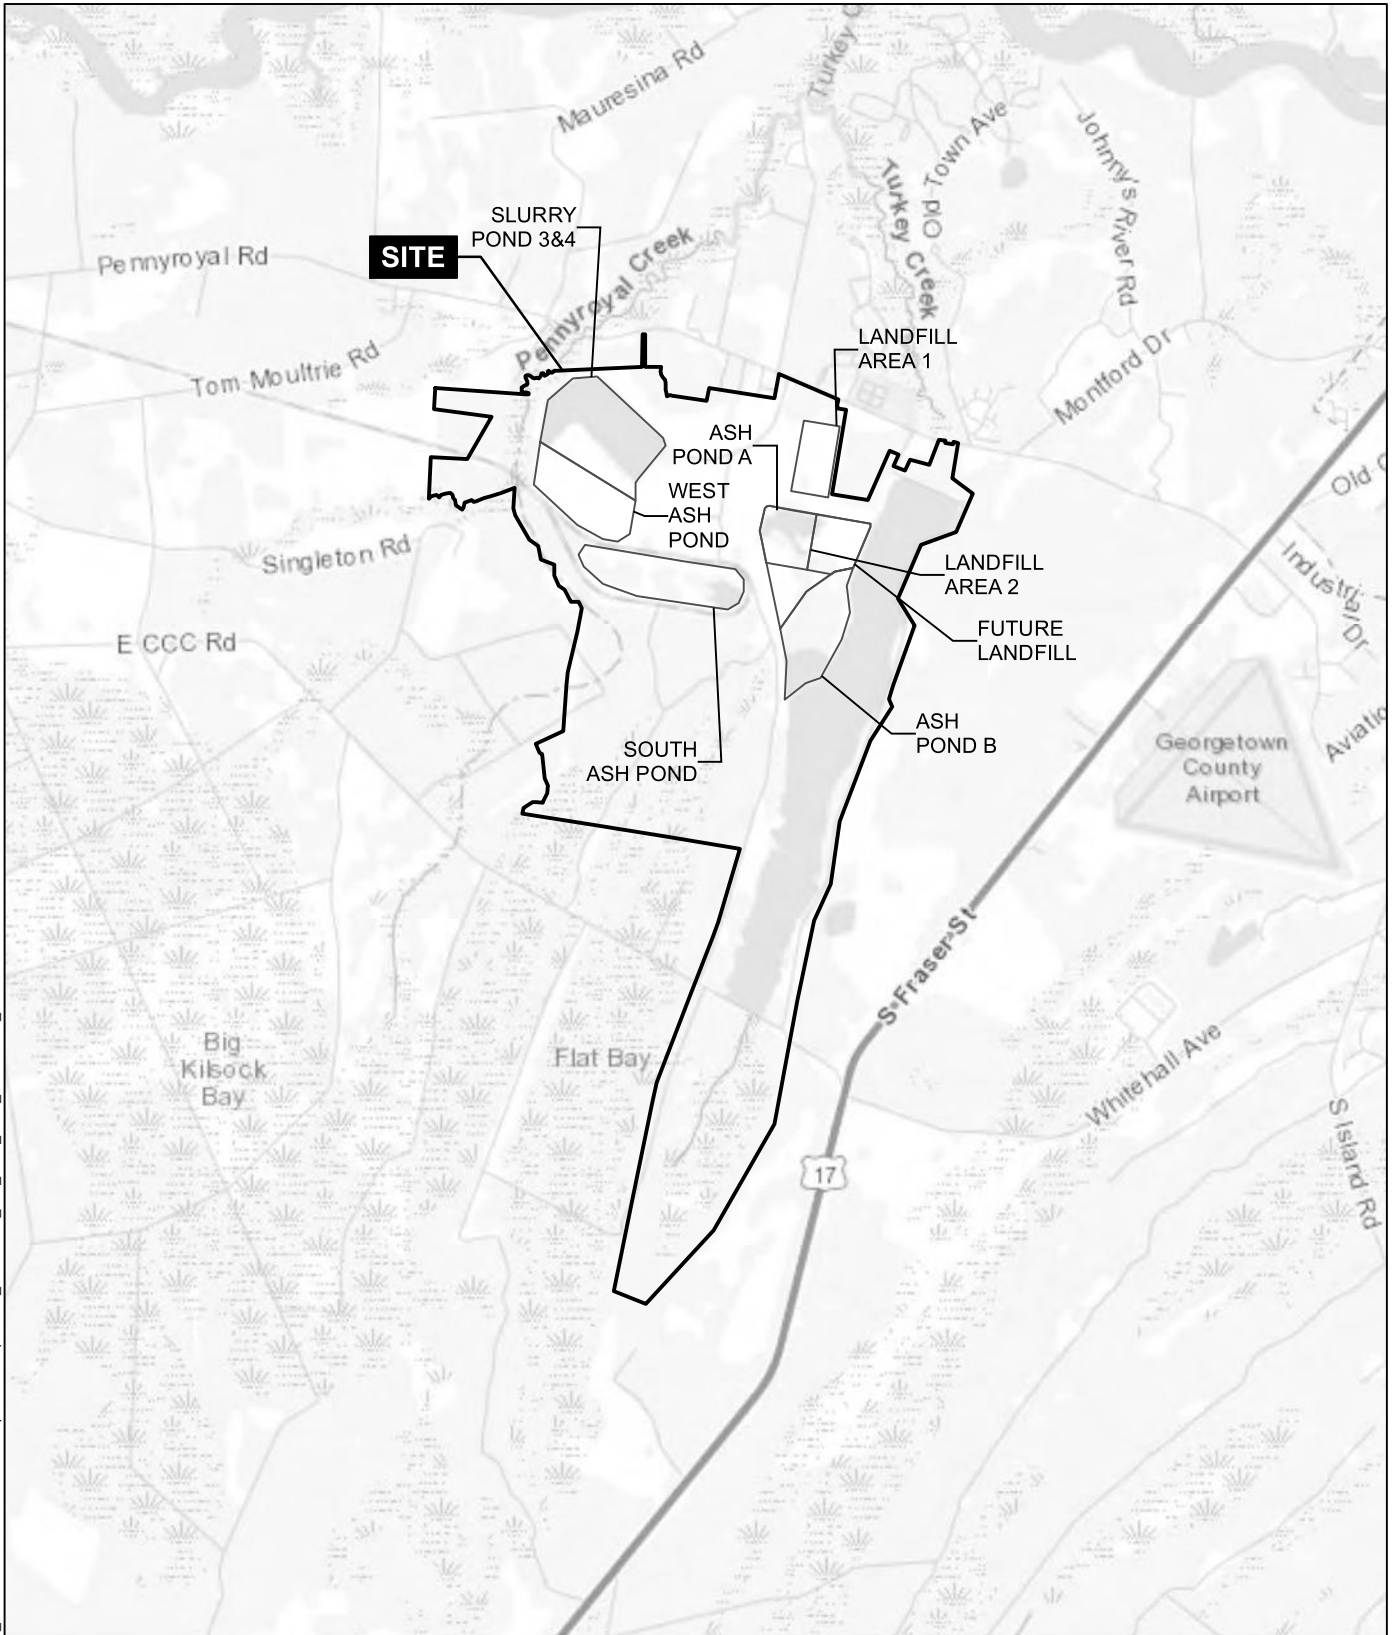 Mauresina Rd
Turkey C
Town Ave
Old
Johnny's River Rd
Turkey Creek
SLURRY
POND 3&4
SITE
Pennyroyal Rd
Pennyroyal Creek
Tom Moultrie Rd
LANDFILL
AREA 1
Montford Dr
ASH
POND A
WEST
ASH
POND
Old
Singleton Rd
Industrial Dr
LANDFILL
AREA 2
E CCC Rd
FUTURE
LANDFILL
ASH
POND B
SOUTH
ASH POND
Georgetown
County
Airport
Aviatio
S Fraser St
Big
Kilsock
Bay
Flat Bay
Whitehall Ave
S Island Rd
17